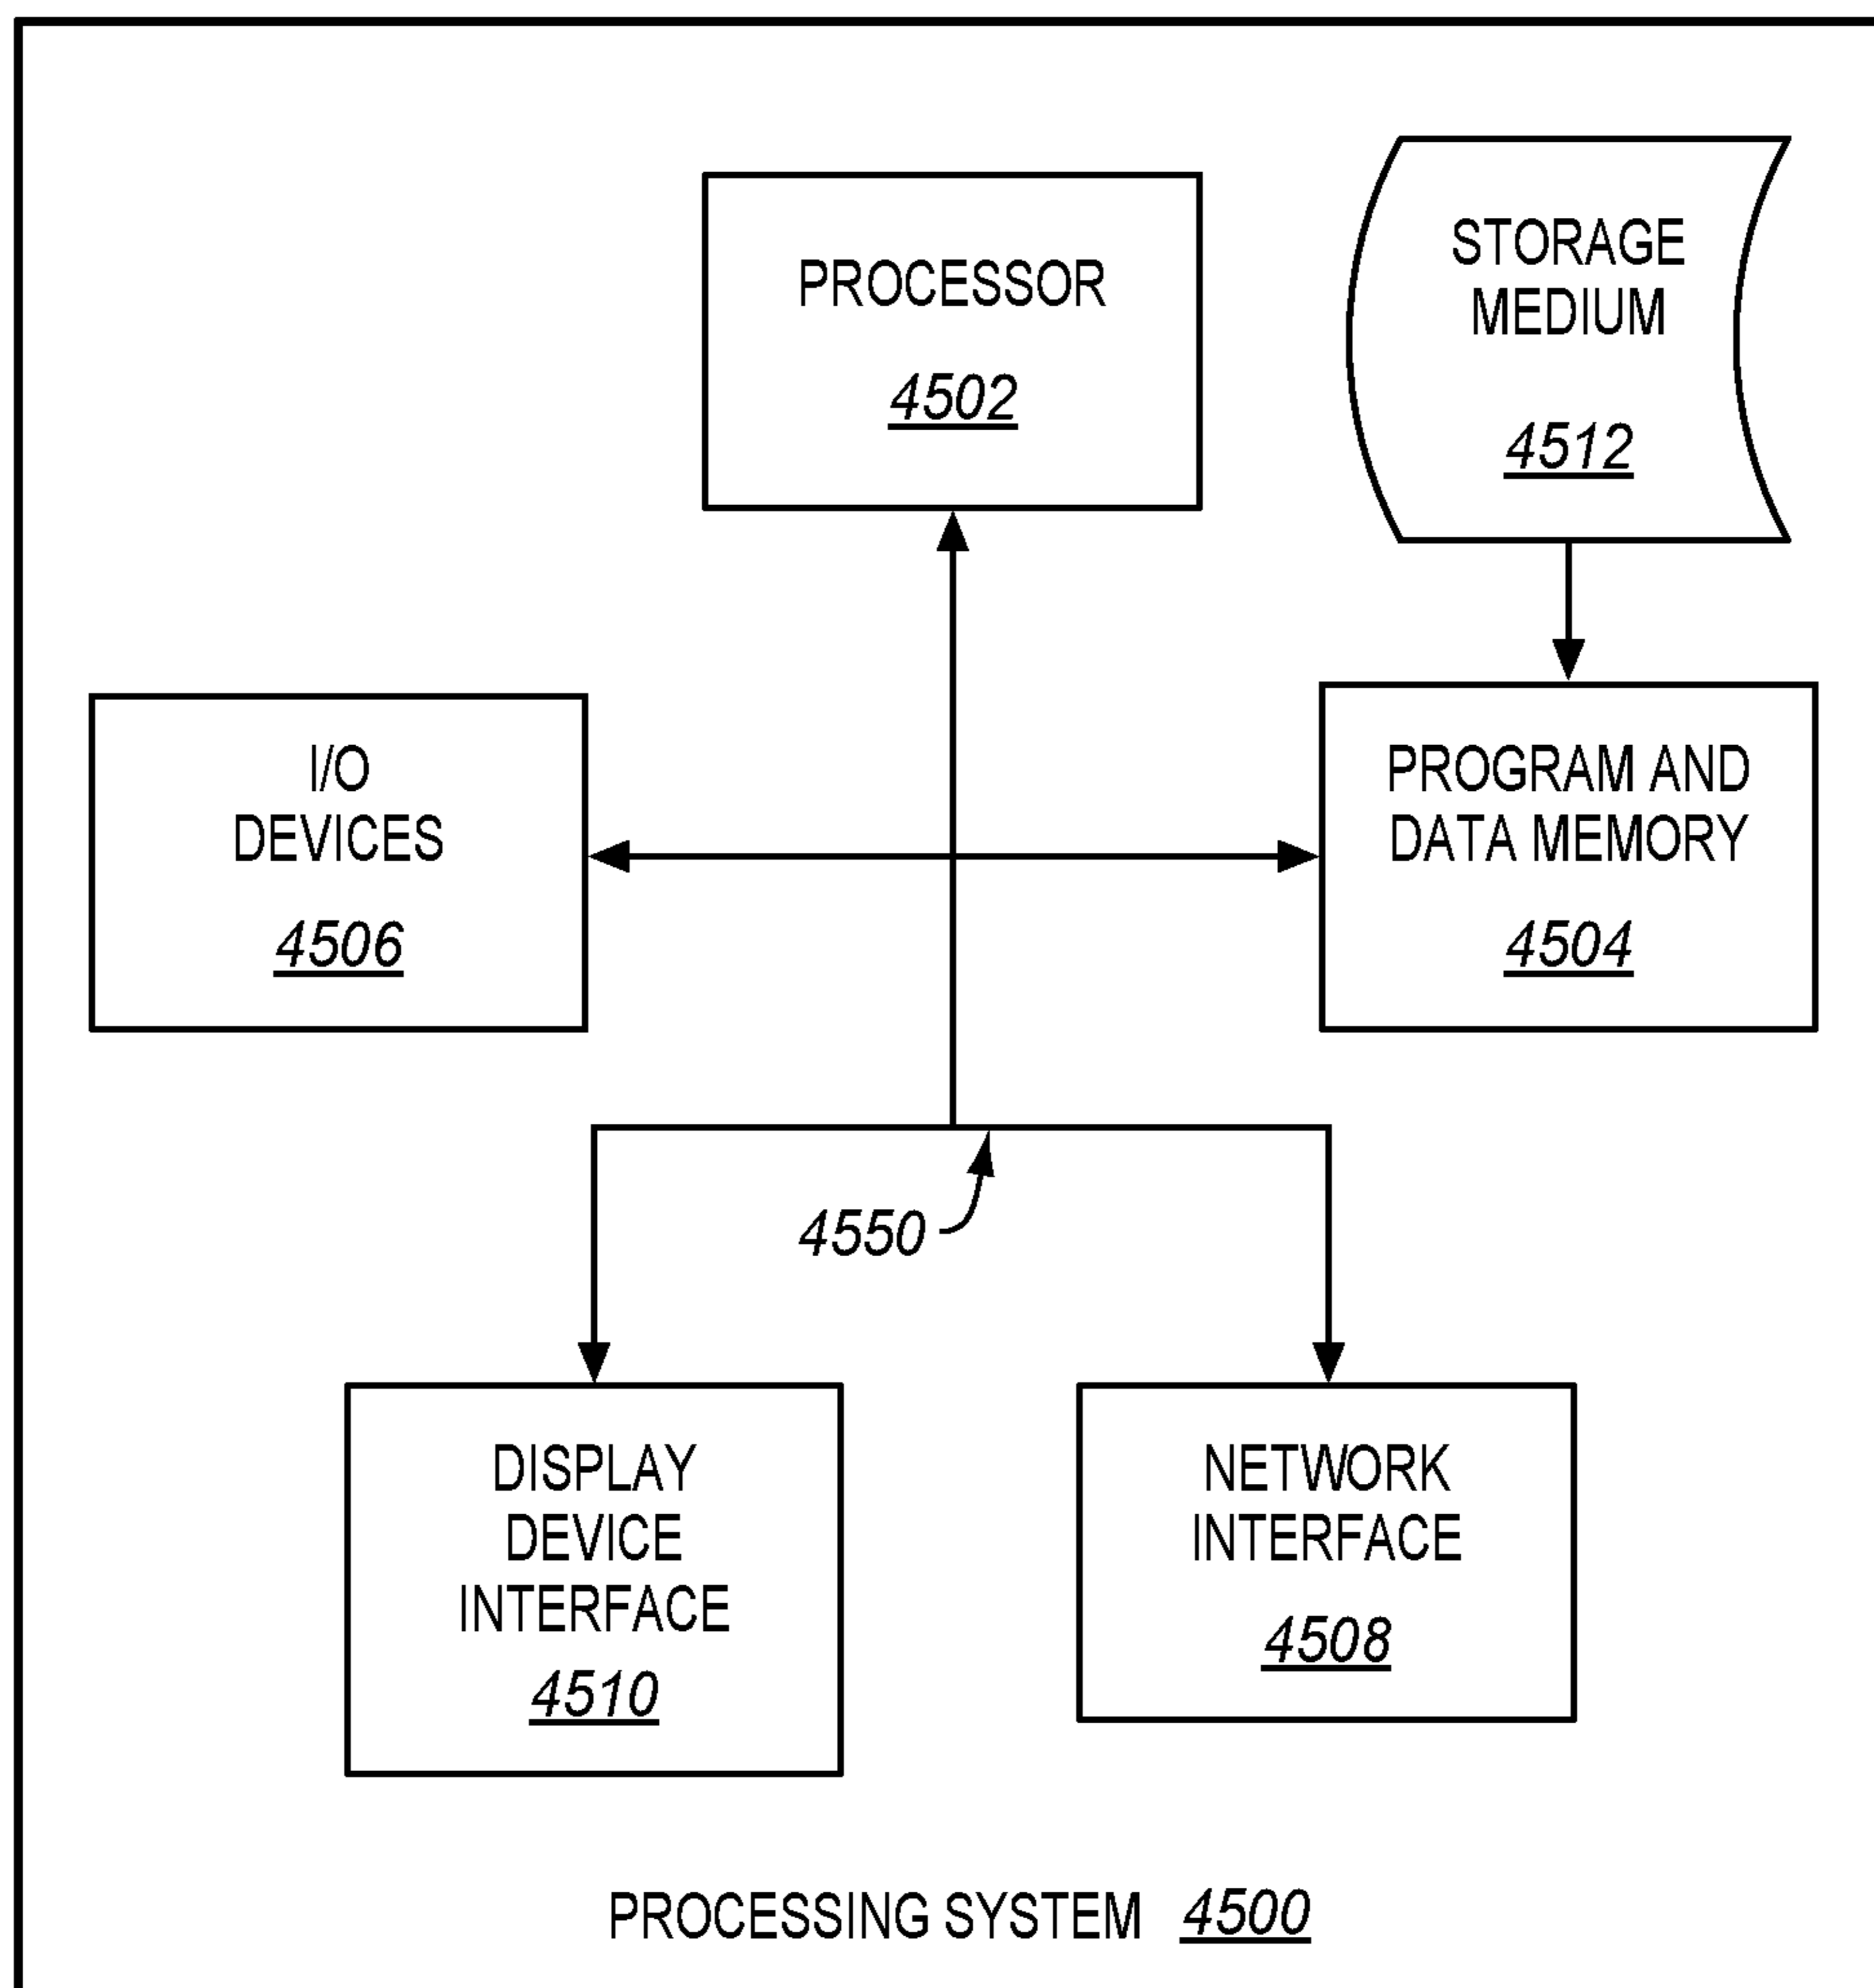 PROCESSOR
4502
STORAGE
MEDIUM
4512
I/O
DEVICES
4506
PROGRAM AND
DATA MEMORY
4504
4550
DISPLAY
DEVICE
INTERFACE
4510
NETWORK
INTERFACE
4508
PROCESSING SYSTEM 4500